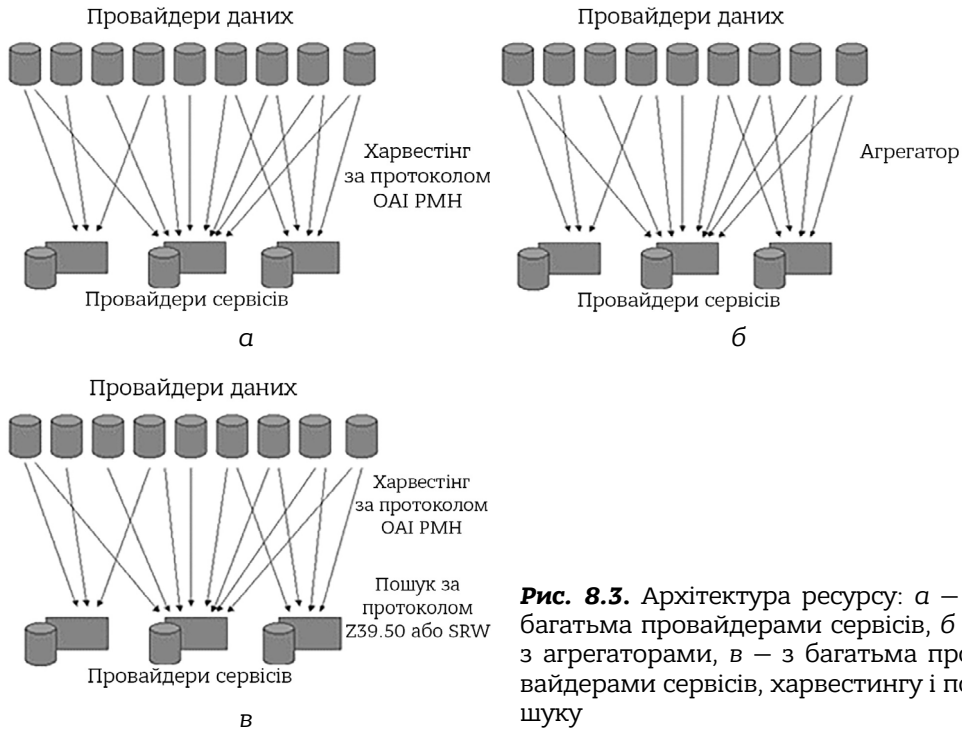 Провайдери даних
Харвестінг
за протоколом
OAI PMH
Провайдери сервісів
а
Провайдери даних
Агрегатор
Провайдери сервісів
б
Провайдери даних
Харвестінг
за протоколом
OAI PMH
Пошук за
протоколом
Z39.50 або SRW
Провайдери сервісів
в
Рис. 8.3. Архітектура ресурсу: а —
багатьма провайдерами сервісів, б
з агрегаторами, в — з багатьма про
вайдерами сервісів, харвестингу і по
шуку